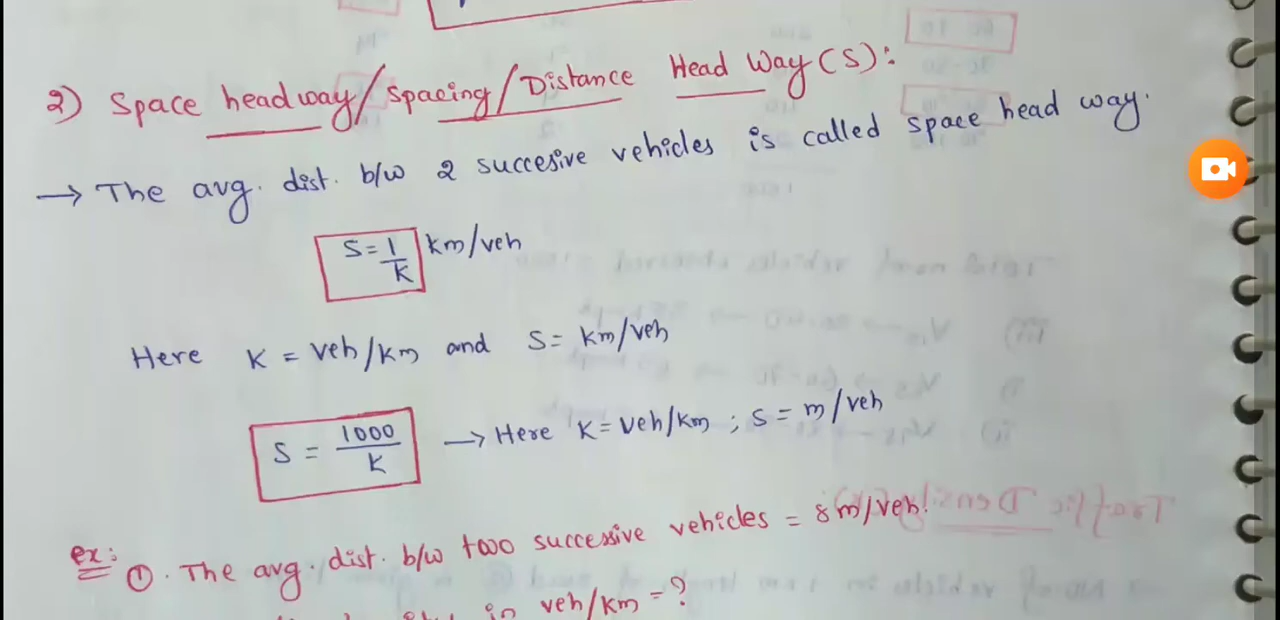 2) Space headway/Spacing/Distance Head Way (S):
→ The avg. dist. b/w 2 succesive vehicles is called space head way.
S = 1/K km/veh
Here K = veh/km and S = km/veh
S = 1000/K → Here K = veh/km ; S = m/veh
ex: ①. The avg. dist. b/w two successive vehicles = 8m/veh.
in veh/km = ?